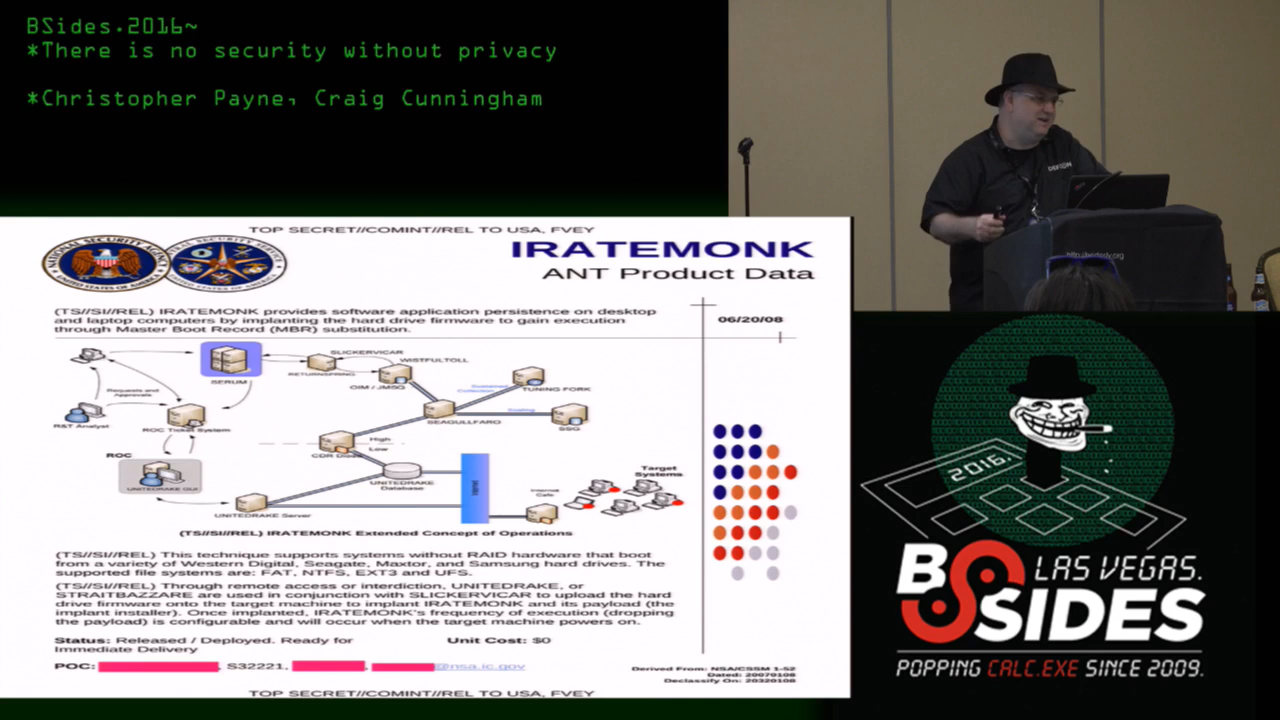 BSides.2016~
*There is no security without privacy
*Christopher Payne, Craig Cunningham
DEFCON
TOP SECRET//COMINT//REL TO USA, FVEY
IRATEMONK
ANT Product Data
(TS//SI//REL) IRATEMONK provides software application persistence on desktop
and laptop computers by implanting the hard drive firmware to gain execution
through Master Boot Record (MBR) substitution.
06/20/08
SLICKERVICAR
WISTFULTOLL
SERUM
RETURNSPRING
OIM / JMSQ
TUNING FORK
Requests and
Approvals
SEAGULLFARO
SSG
R&T Analyst
ROC Ticket System
High
Low
ROC
UNITEDRAKE
Database
UNITEDRAKE GUI
Internet
Target
Systems
Internet
Cafe
UNITEDRAKE Server
(TS//SI//REL) IRATEMONK Extended Concept of Operations
(TS//SI//REL) This technique supports systems without RAID hardware that boot
from a variety of Western Digital, Seagate, Maxtor, and Samsung hard drives. The
supported file systems are: FAT, NTFS, EXT3 and UFS.
(TS//SI//REL) Through remote access or interdiction, UNITEDRAKE, or
STRAITBAZZARE are used in conjunction with SLICKERVICAR to upload the hard
drive firmware onto the target machine to implant IRATEMONK and its payload (the
implant installer). Once implanted, IRATEMONK's frequency of execution (dropping
the payload) is configurable and will occur when the target machine powers on.
Status: Released / Deployed. Ready for
Immediate Delivery
Unit Cost: $0
POC: , S32221, @nsa.ic.gov
Derived From: NSA/CSSM 1-52
Dated: 20070108
Declassify On: 20320108
TOP SECRET//COMINT//REL TO USA, FVEY
2016.
BSIDES
LAS VEGAS.
POPPING CALC.EXE SINCE 2009.